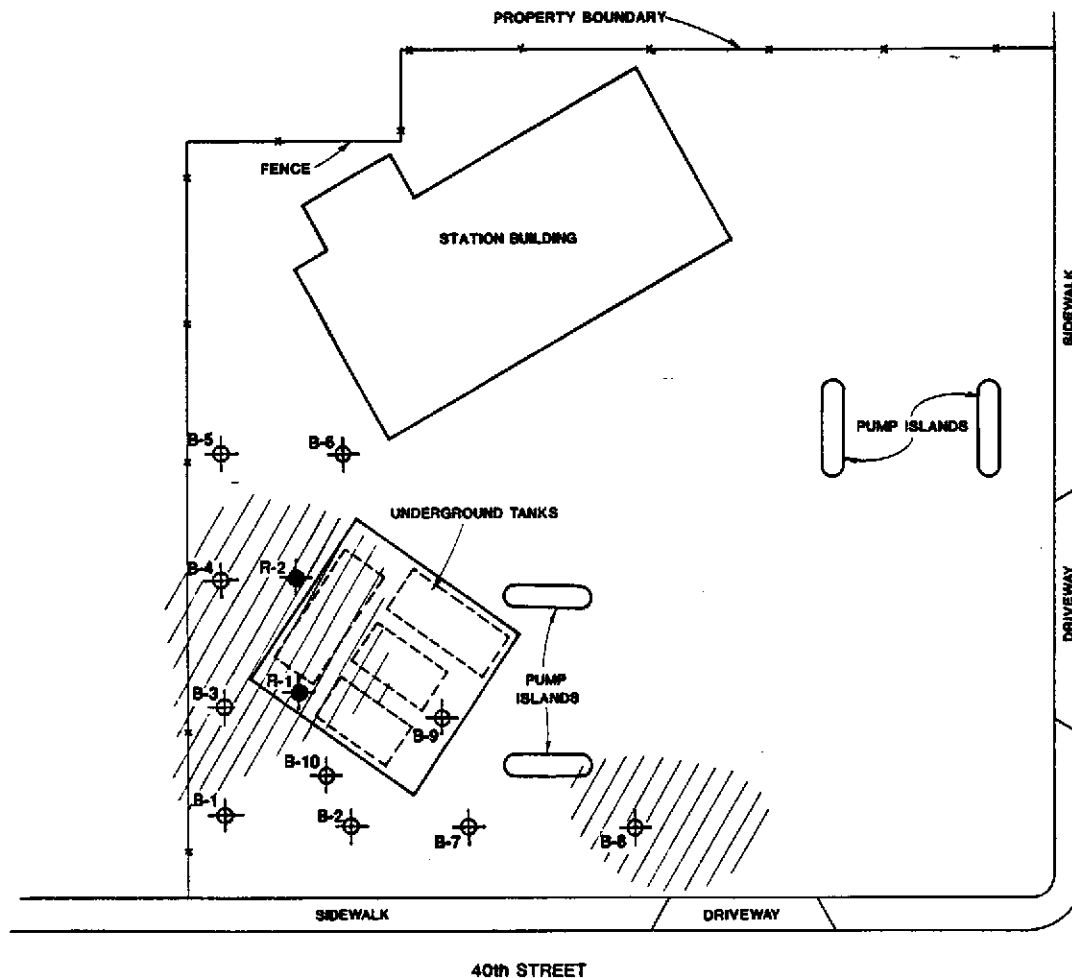 PROPERTY BOUNDARY
FENCE
STATION BUILDING
SIDEWALK
PUMP ISLANDS
B-5
B-6
UNDERGROUND TANKS
B-4
R-2
DRIVEWAY
PUMP
ISLANDS
R-1
B-3
B-9
B-10
B-1
B-2
B-7
B-8
SIDEWALK
DRIVEWAY
40th STREET